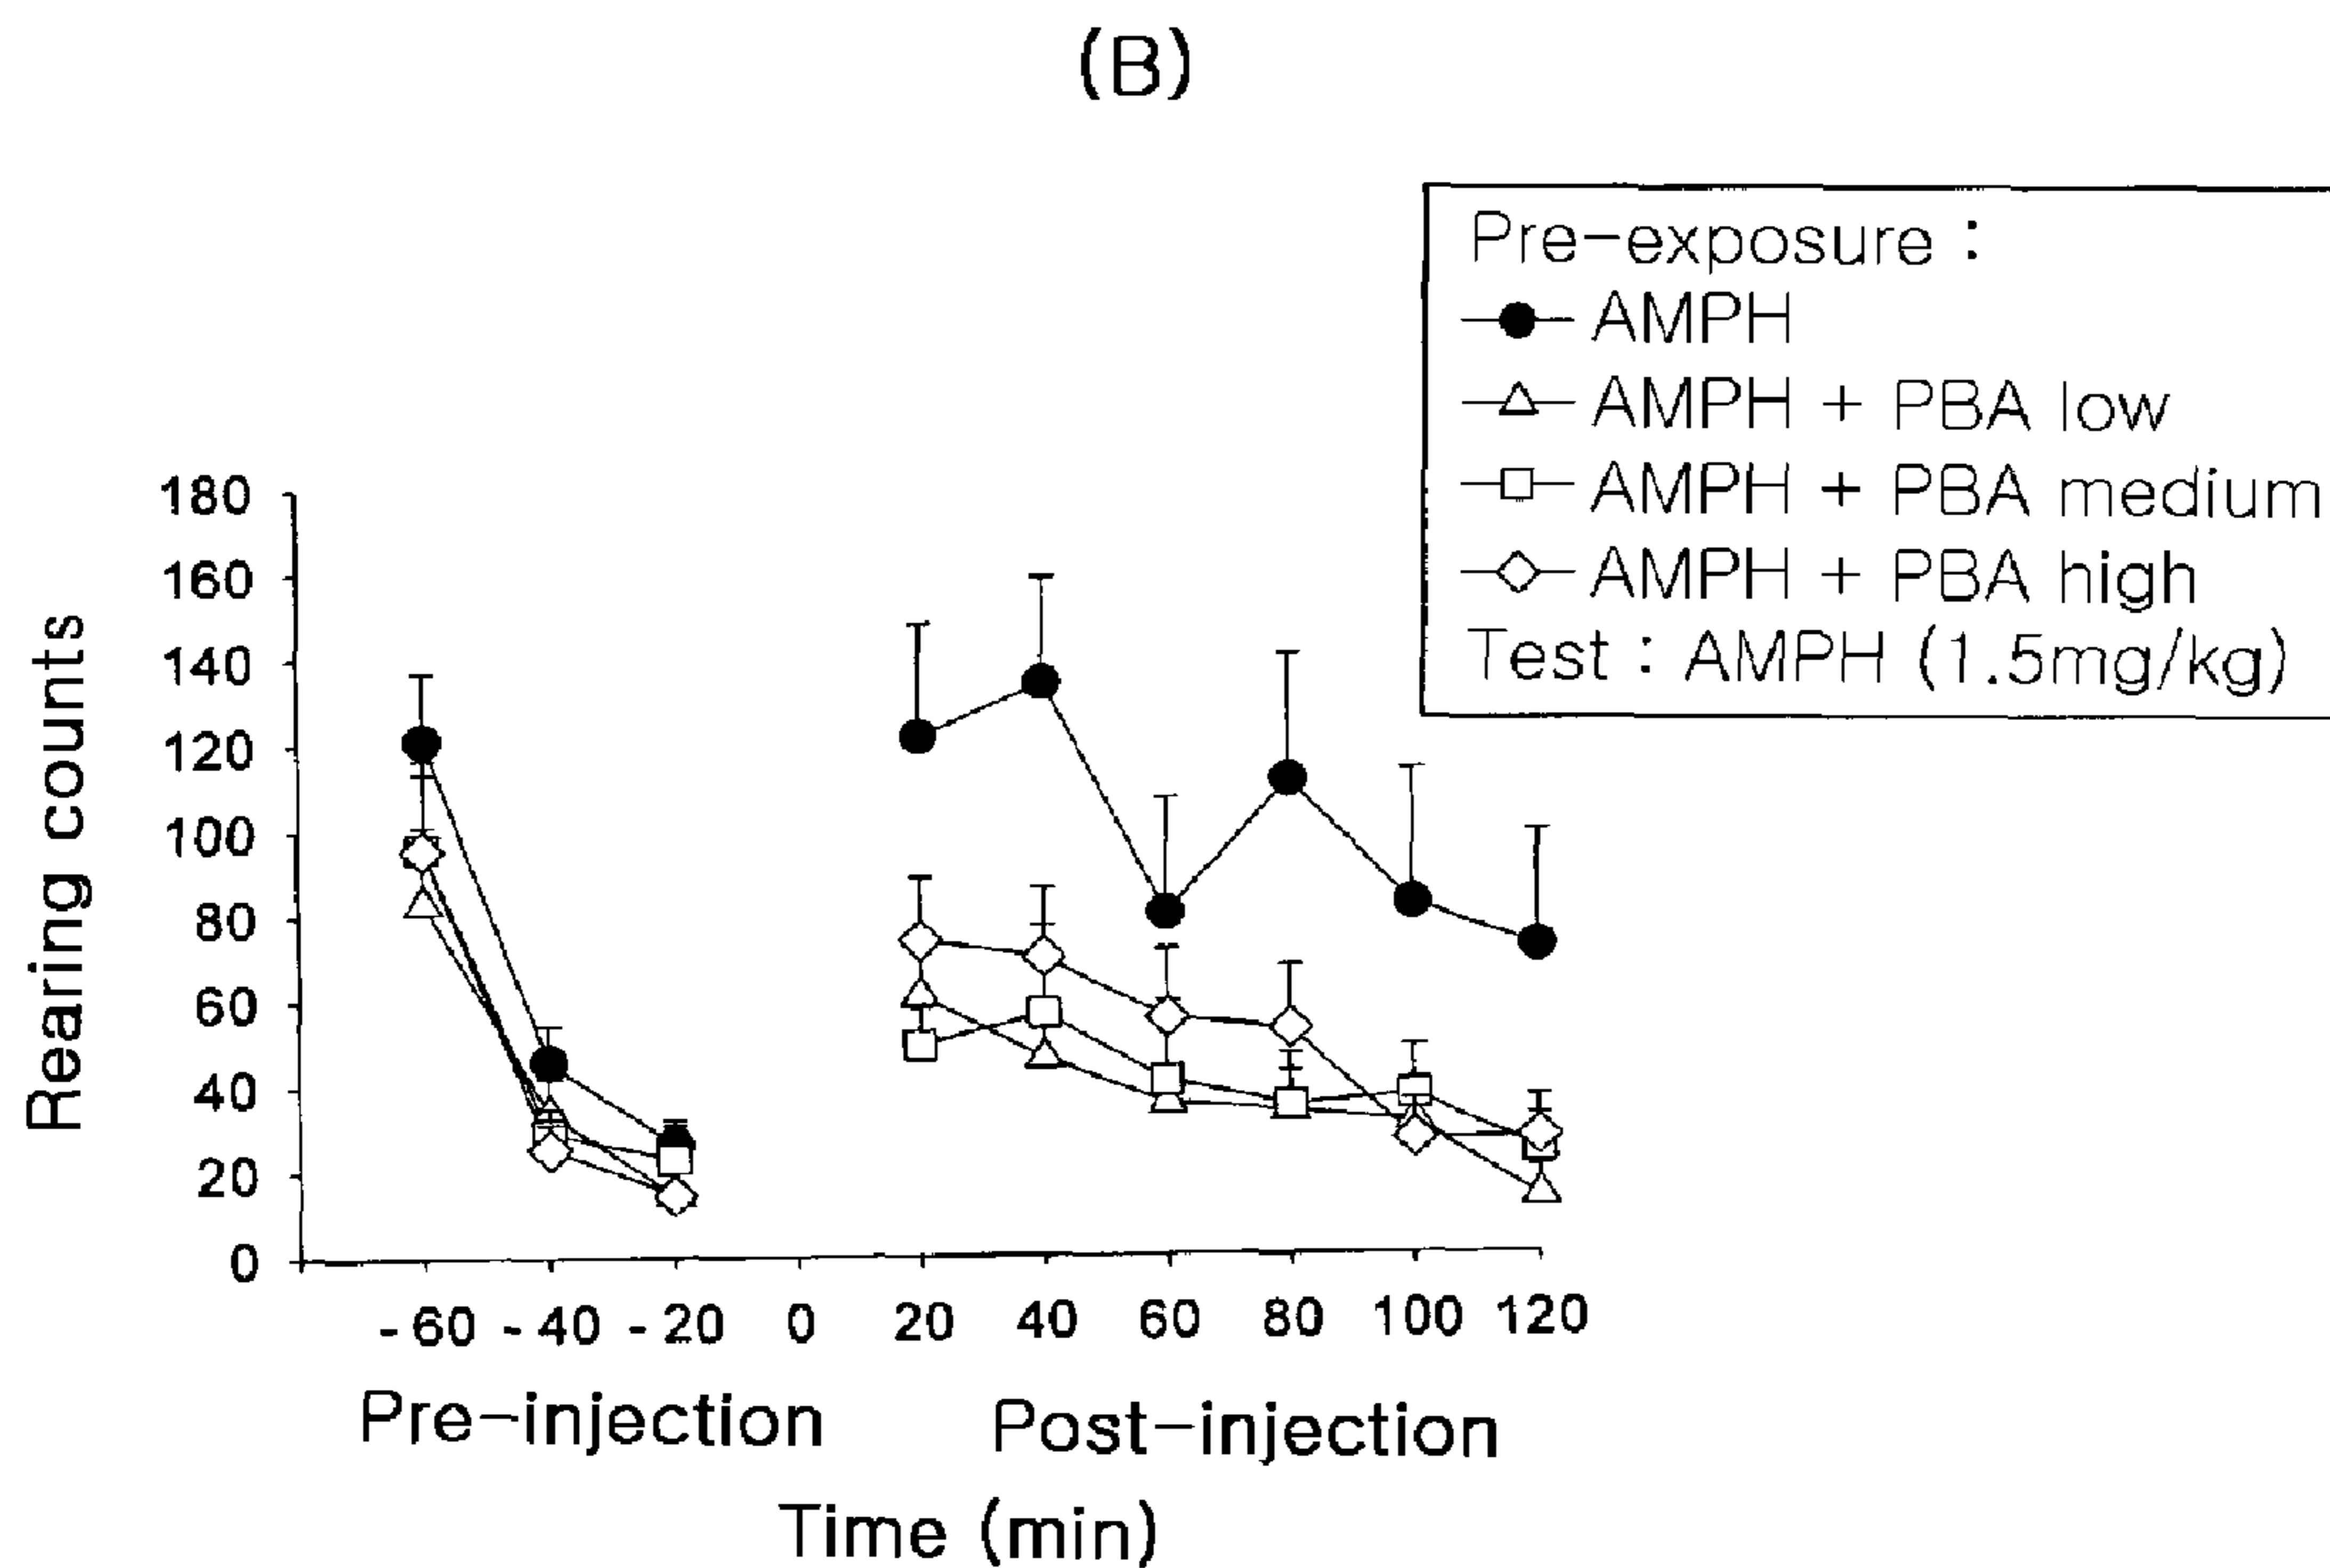 (B)
Pre-exposure :
AMPH
AMPH + PBA low
AMPH + PBA medium
AMPH + PBA high
Test : AMPH (1.5mg/kg)
Rearing counts
180
160
140
120
100
80
60
40
20
0
-60 -40 -20 0 20 40 60 80 100 120
Pre-injection Post-injection
Time (min)